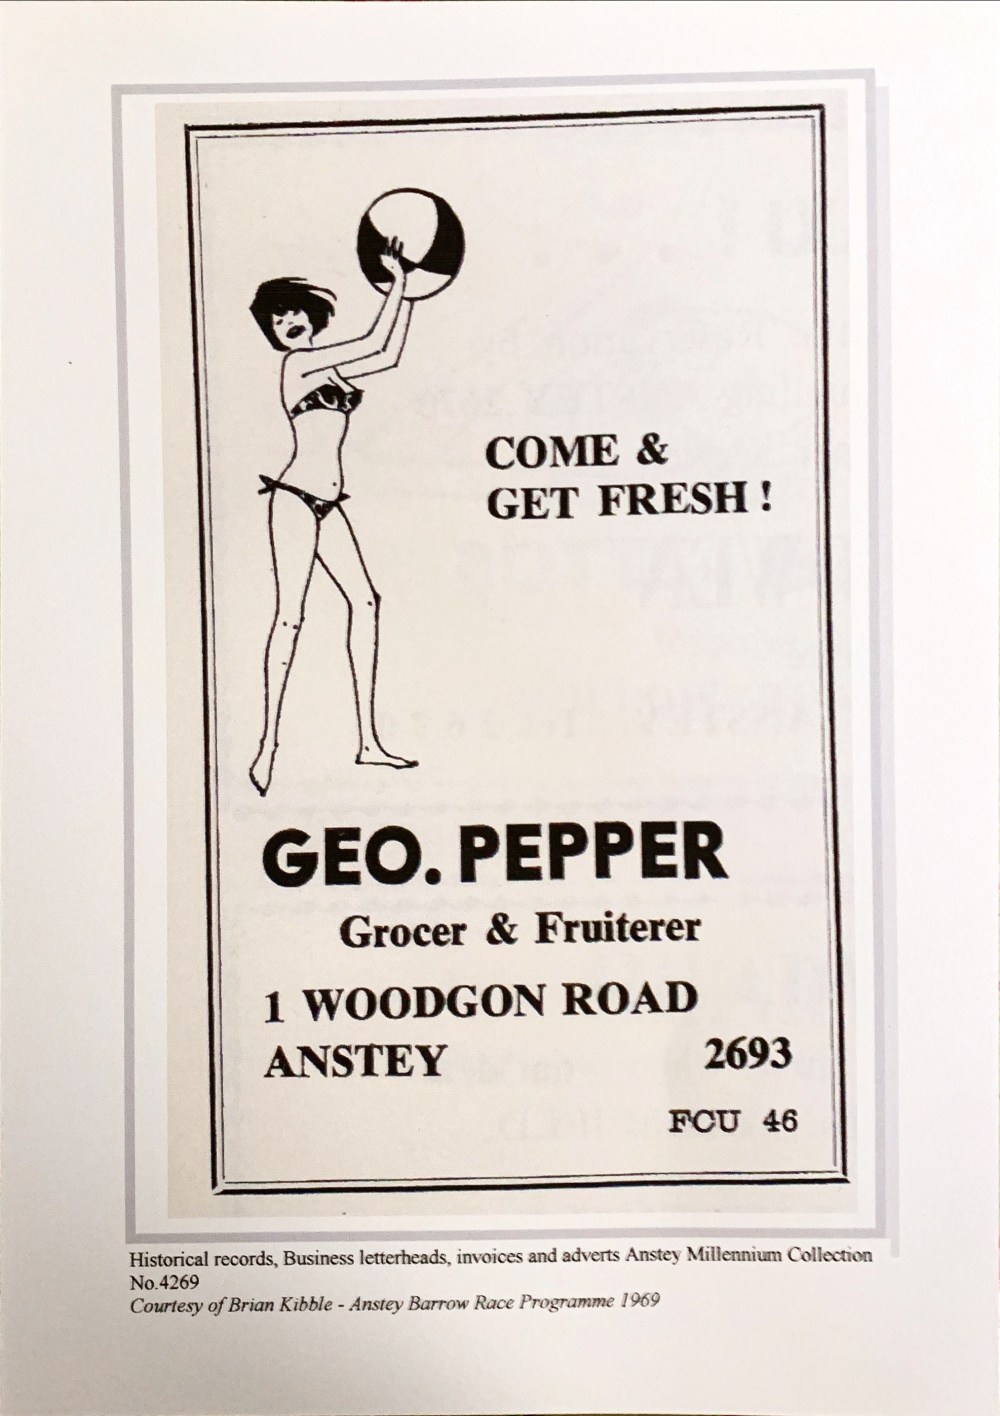 COME &
GET FRESH !
GEO. PEPPER
Grocer & Fruiterer
1 WOODGON ROAD
ANSTEY 2693
FCU 46
Historical records, Business letterheads, invoices and adverts Anstey Millennium Collection
No.4269
Courtesy of Brian Kibble - Anstey Barrow Race Programme 1969